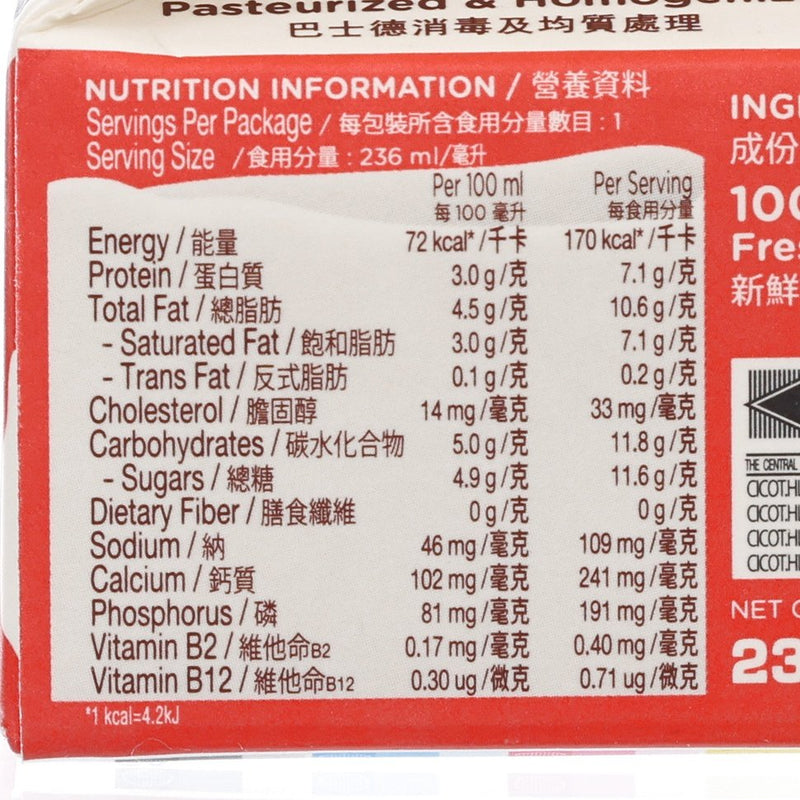 Pasteurized &
巴士德消毒及均質處理
NUTRITION INFORMATION / 營養資料
Servings Per Package / 每包裝所含食用分量數目 : 1
Serving Size / 食用分量 : 236 ml/毫升
Per 100 ml Per Serving
每 100 毫升 每食用分量
Energy / 能量 72 kcal* /千卡 170 kcal* /千卡
Protein / 蛋白質 3.0 g /克 7.1 g /克
Total Fat / 總脂肪 4.5 g /克 10.6 g /克
- Saturated Fat / 飽和脂肪 3.0 g /克 7.1 g /克
- Trans Fat / 反式脂肪 0.1 g /克 0.2 g /克
Cholesterol / 膽固醇 14 mg /毫克 33 mg /毫克
Carbohydrates / 碳水化合物 5.0 g /克 11.8 g /克
- Sugars / 總糖 4.9 g /克 11.6 g /克
Dietary Fiber / 膳食纖維 0 g /克 0 g /克
Sodium / 鈉 46 mg /毫克 109 mg /毫克
Calcium / 鈣質 102 mg /毫克 241 mg /毫克
Phosphorus / 磷 81 mg /毫克 191 mg /毫克
Vitamin B2 / 維他命B2 0.17 mg /毫克 0.40 mg /毫克
Vitamin B12 / 維他命B12 0.30 ug /微克 0.71 ug /微克
*1 kcal=4.2kJ
成份
新鮮
THE CENTRAL
NET